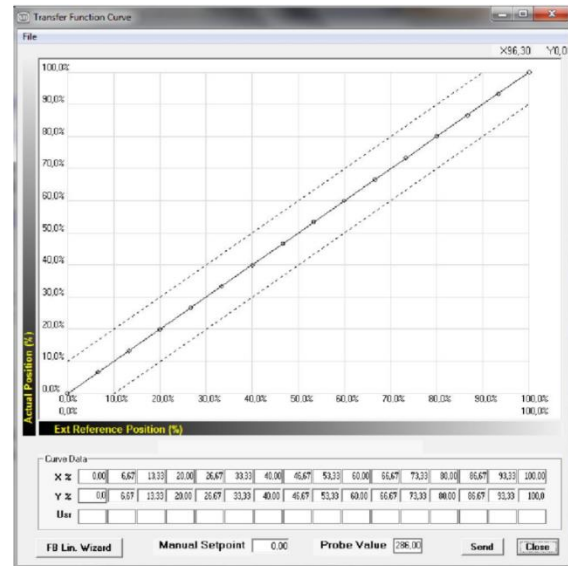 Transfer Function Curve
File
X96,30 Y0,0
100,0%
90,0%
80,0%
70,0%
60,0%
50,0%
40,0%
30,0%
20,0%
10,0%
0,0%
0,0% 10,0% 20,0% 30,0% 40,0% 50,0% 60,0% 70,0% 80,0% 90,0% 100,0%
0,0% 100,0%
Actual Position (%)
Ext Reference Position (%)
Curve Data
X % 0,00 6,67 13,33 20,00 26,67 33,33 40,00 46,67 53,33 60,00 66,67 73,33 80,00 86,67 93,33 100,00
Y % 0,0 6,67 13,33 20,00 26,67 33,33 40,00 46,67 53,33 60,00 66,67 73,33 80,00 86,67 93,33 100,0
Usr
FB Lin. Wizard Manual Setpoint 0,00 Probe Value 286,00 Send Close